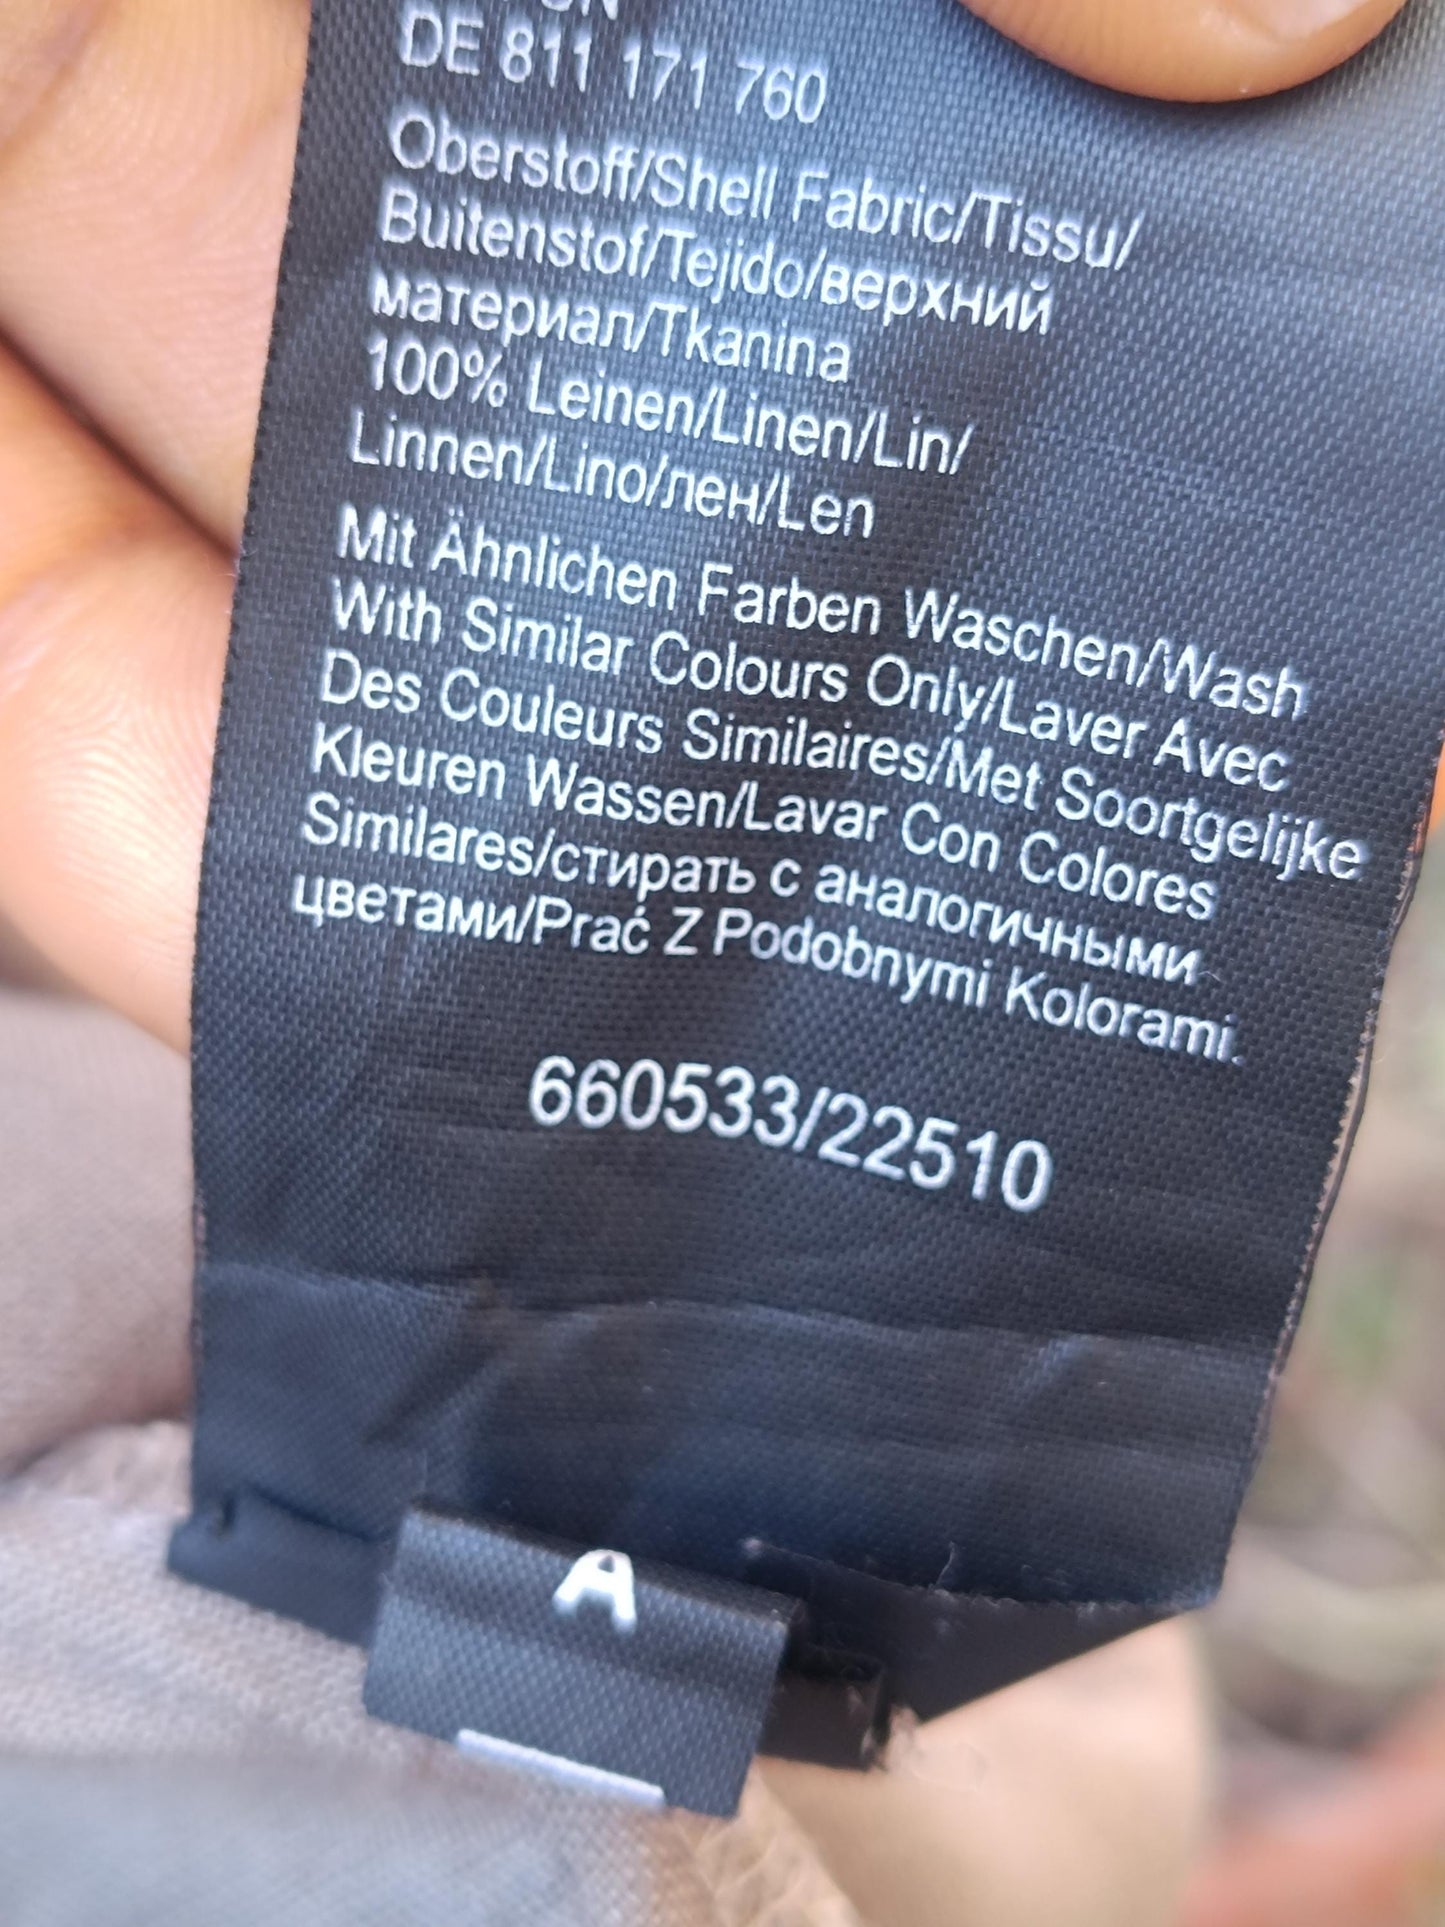 DE 811 171 760
Oberstoff/Shell Fabric/Tissu/
Buitenstof/Tejido/верхний
материал/Tkanina
100% Leinen/Linen/Lin/
Linnen/Lino/лен/Len
Mit Ähnlichen Farben Waschen/Wash
With Similar Colours Only/Laver Avec
Des Couleurs Similaires/Met Soortgelijke
Kleuren Wassen/Lavar Con Colores
Similares/стирать с аналогичными
цветами/Prać Z Podobnymi Kolorami.
660533/22510
A